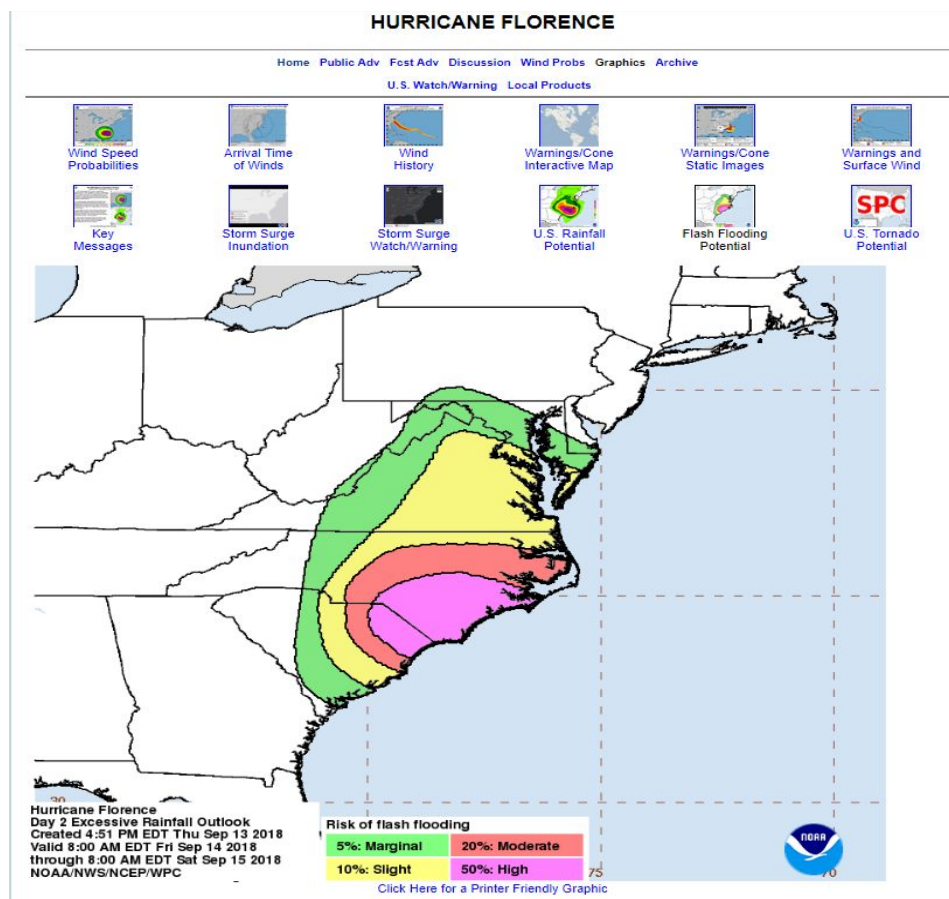 HURRICANE FLORENCE
Home Public Adv Fcst Adv Discussion Wind Probs Graphics Archive
U.S. Watch/Warning Local Products
Wind Speed
Probabilities
Arrival Time
of Winds
Wind
History
Warnings/Cone
Interactive Map
Warnings/Cone
Static Images
Warnings and
Surface Wind
Key
Messages
Storm Surge
Inundation
Storm Surge
Watch/Warning
U.S. Rainfall
Potential
Flash Flooding
Potential
SPC
U.S. Tornado
Potential
30
Hurricane Florence
Day 2 Excessive Rainfall Outlook
Created 4:51 PM EDT Thu Sep 13 2018
Valid 8:00 AM EDT Fri Sep 14 2018
through 8:00 AM EDT Sat Sep 15 2018
NOAA/NWS/NCEP/WPC
Risk of flash flooding
5%: Marginal 20%: Moderate
10%: Slight 50%: High
75
70
NOAA
Click Here for a Printer Friendly Graphic